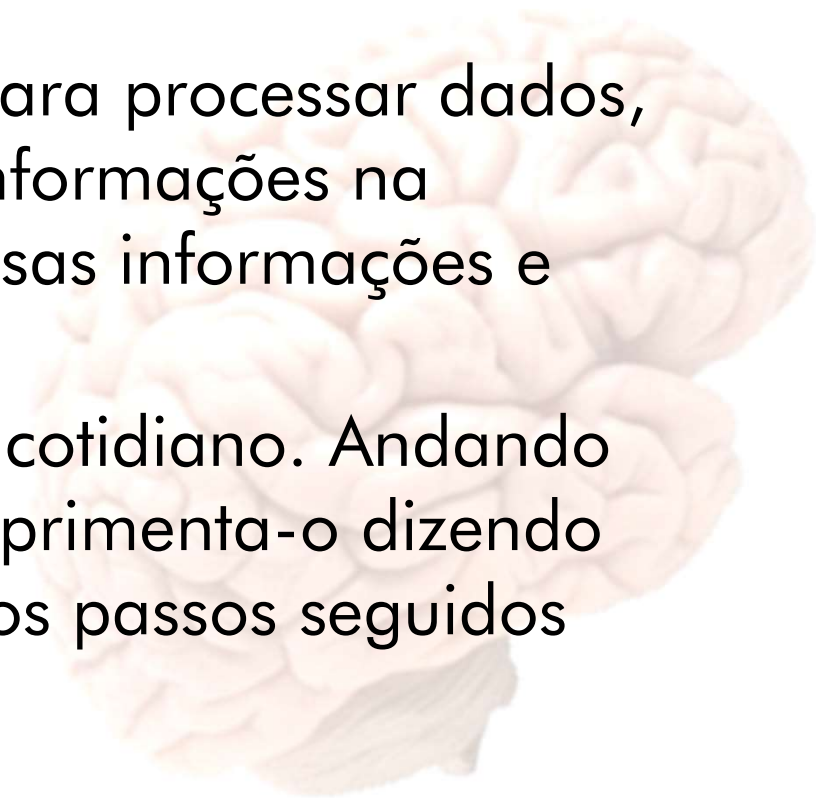 ara processar dados,
nformações na
sas informações e
cotidiano. Andando
primenta-o dizendo
os passos seguidos